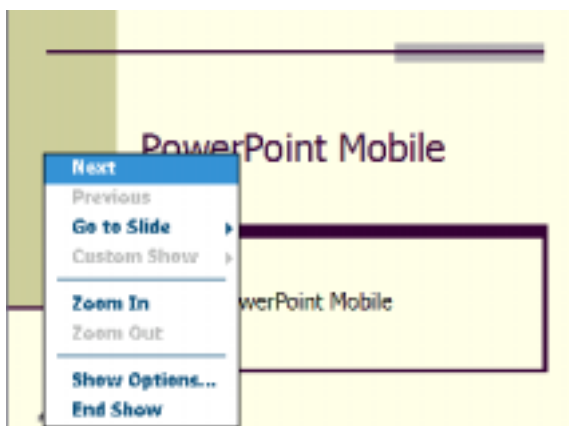 PowerPoint Mobile
Next
Previous
Go to Slide
Custom Show
werPoint Mobile
Zoom In
Zoom Out
Show Options...
End Show